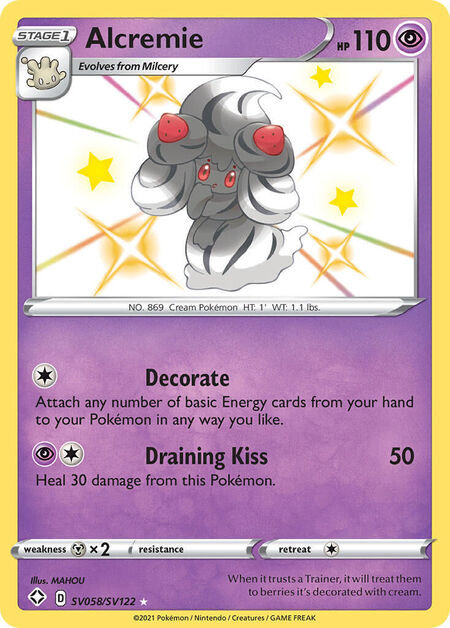 STAGE 1 Alcremie HP 110
Evolves from Milcery
NO. 869 Cream Pokémon HT: 1' WT: 1.1 lbs.
Decorate
Attach any number of basic Energy cards from your hand
to your Pokémon in any way you like.
Draining Kiss 50
Heal 30 damage from this Pokémon.
weakness ×2 resistance retreat
Illus. MAHOU
When it trusts a Trainer, it will treat them
to berries it's decorated with cream.
D SV058/SV122
©2021 Pokémon / Nintendo / Creatures / GAME FREAK